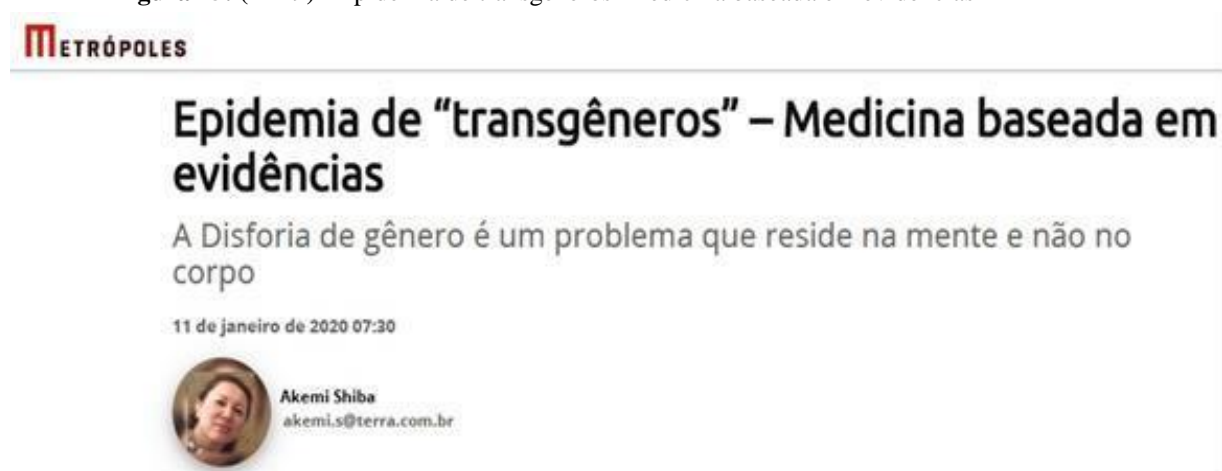 METRÓPOLES
Epidemia de “transgêneros” – Medicina baseada em
evidências
A Disforia de gênero é um problema que reside na mente e não no
corpo
11 de janeiro de 2020 07:30
Akemi Shiba
akemi.s@terra.com.br